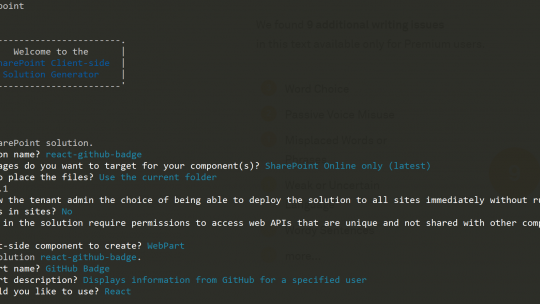 point
-----------------------.
Welcome to the |
harePoint Client-side |
Solution Generator |
-----------------------'
arePoint solution.
on name? react-github-badge
ages do you want to target for your component(s)? SharePoint Online only (latest)
o place the files? Use the current folder
.1
w the tenant admin the choice of being able to deploy the solution to all sites immediately without ru
s in sites? No
in the solution require permissions to access web APIs that are unique and not shared with other comp
t-side component to create? WebPart
olution react-github-badge.
rt name? GitHub Badge
rt description? Displays information from GitHub for a specified user
ld you like to use? React